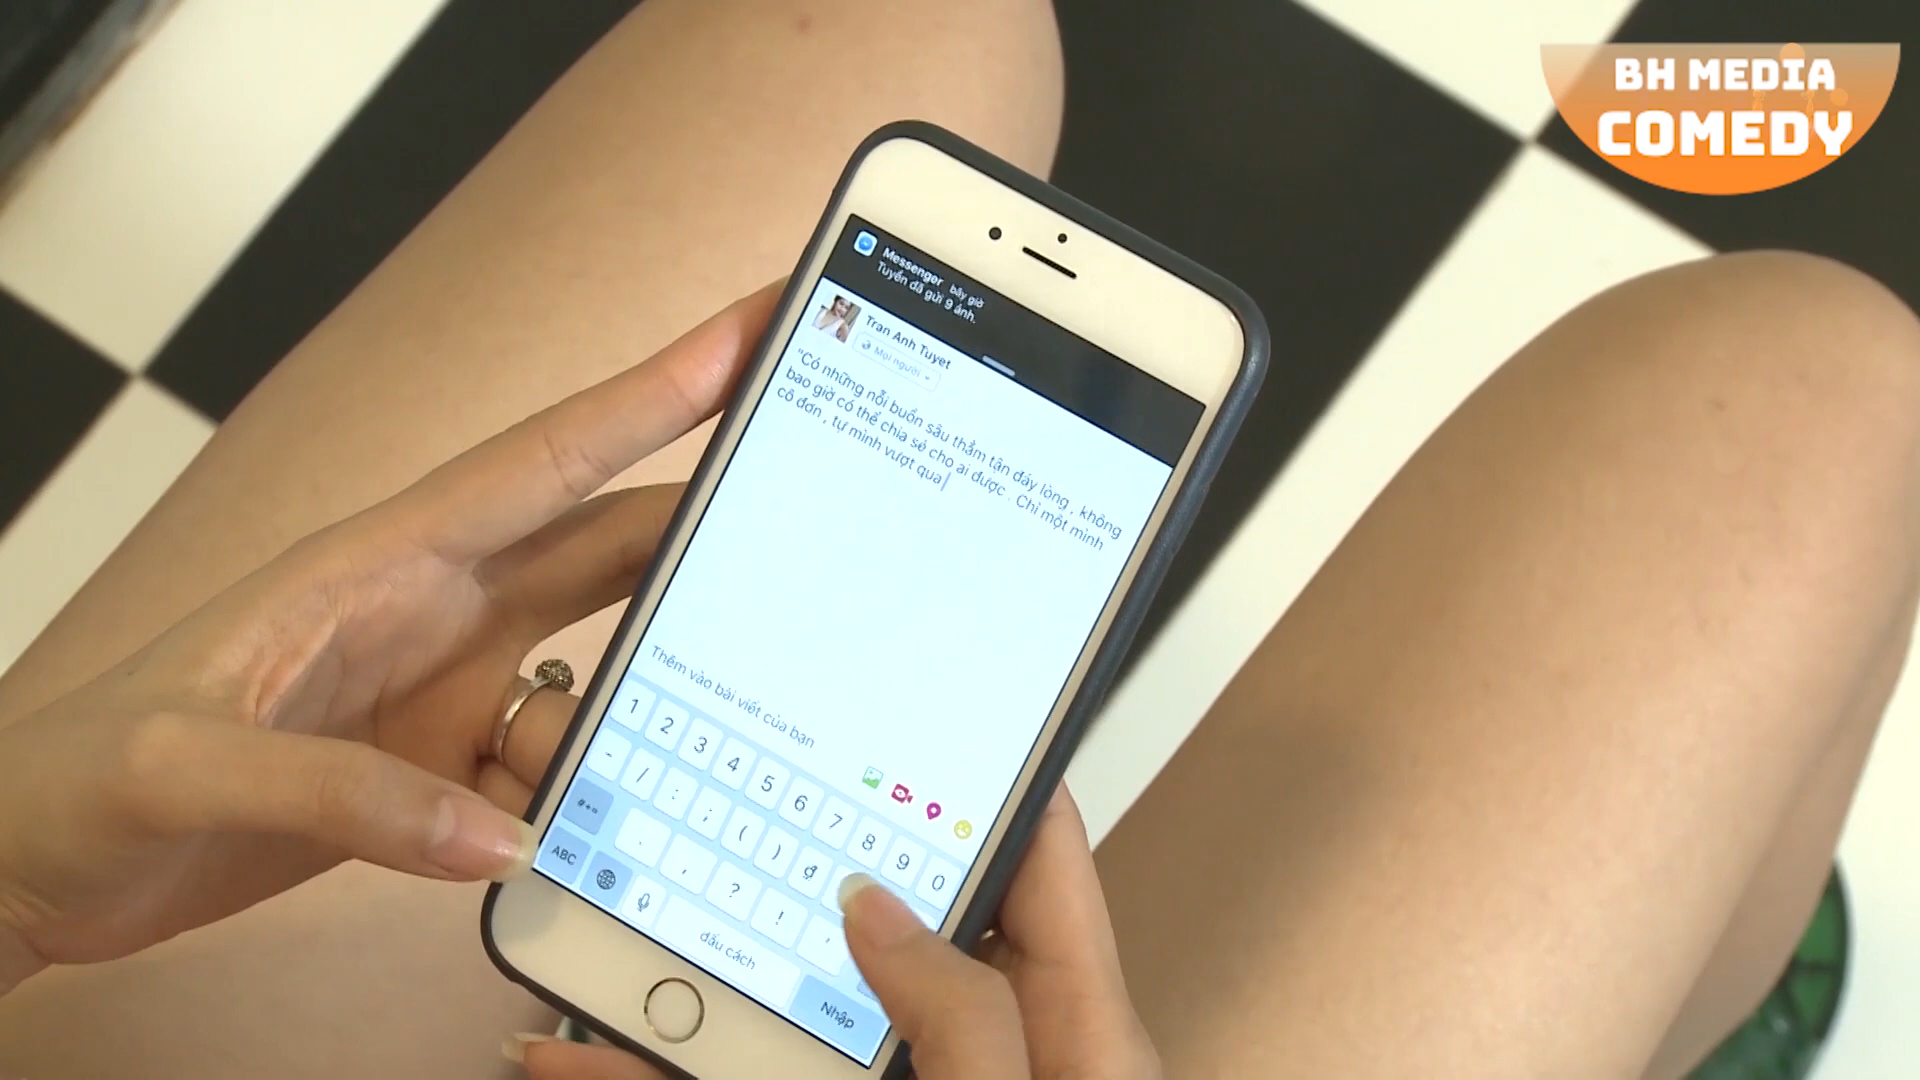 BH MEDIA
COMEDY
Messenger bây giờ
Tuyển đã gửi 9 ảnh.
Tran Anh Tuyet
Mọi người
"Có những nỗi buồn sâu thẳm tận đáy lòng , không
bao giờ có thể chia sẻ cho ai được . Chỉ một mình
cô đơn , tự mình vượt qua
Thêm vào bài viết của bạn
1 2 3 4 5 6 7 8 9 0
- / : ; ( ) ₫
#+= . , ? ! '
ABC dấu cách Nhập